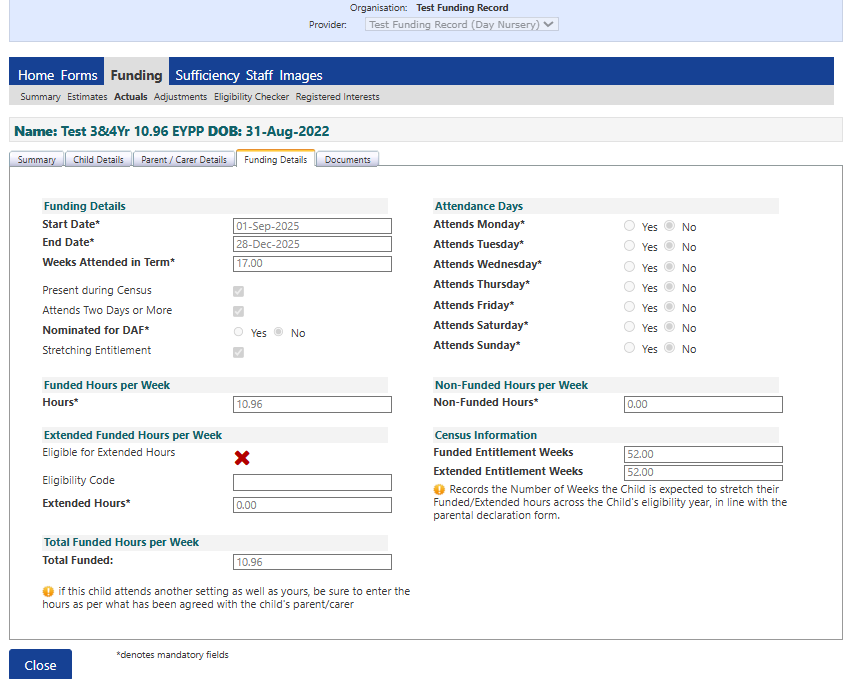 Organisation: Test Funding Record
Provider: Test Funding Record (Day Nursery)
Home Forms Funding Sufficiency Staff Images
Summary Estimates Actuals Adjustments Eligibility Checker Registered Interests
Name: Test 3&4Yr 10.96 EYPP DOB: 31-Aug-2022
Summary Child Details Parent / Carer Details Funding Details Documents
Funding Details
Start Date* 01-Sep-2025
End Date* 28-Dec-2025
Weeks Attended in Term* 17.00
Present during Census
Attends Two Days or More
Nominated for DAF* Yes No
Stretching Entitlement
Attendance Days
Attends Monday* Yes No
Attends Tuesday* Yes No
Attends Wednesday* Yes No
Attends Thursday* Yes No
Attends Friday* Yes No
Attends Saturday* Yes No
Attends Sunday* Yes No
Funded Hours per Week
Hours* 10.96
Non-Funded Hours per Week
Non-Funded Hours* 0.00
Extended Funded Hours per Week
Eligible for Extended Hours
Eligibility Code
Extended Hours* 0.00
Census Information
Funded Entitlement Weeks 52.00
Extended Entitlement Weeks 52.00
Records the Number of Weeks the Child is expected to stretch their
Funded/Extended hours across the Child's eligibility year, in line with the
parental declaration form.
Total Funded Hours per Week
Total Funded: 10.96
if this child attends another setting as well as yours, be sure to enter the
hours as per what has been agreed with the child's parent/carer
Close
*denotes mandatory fields